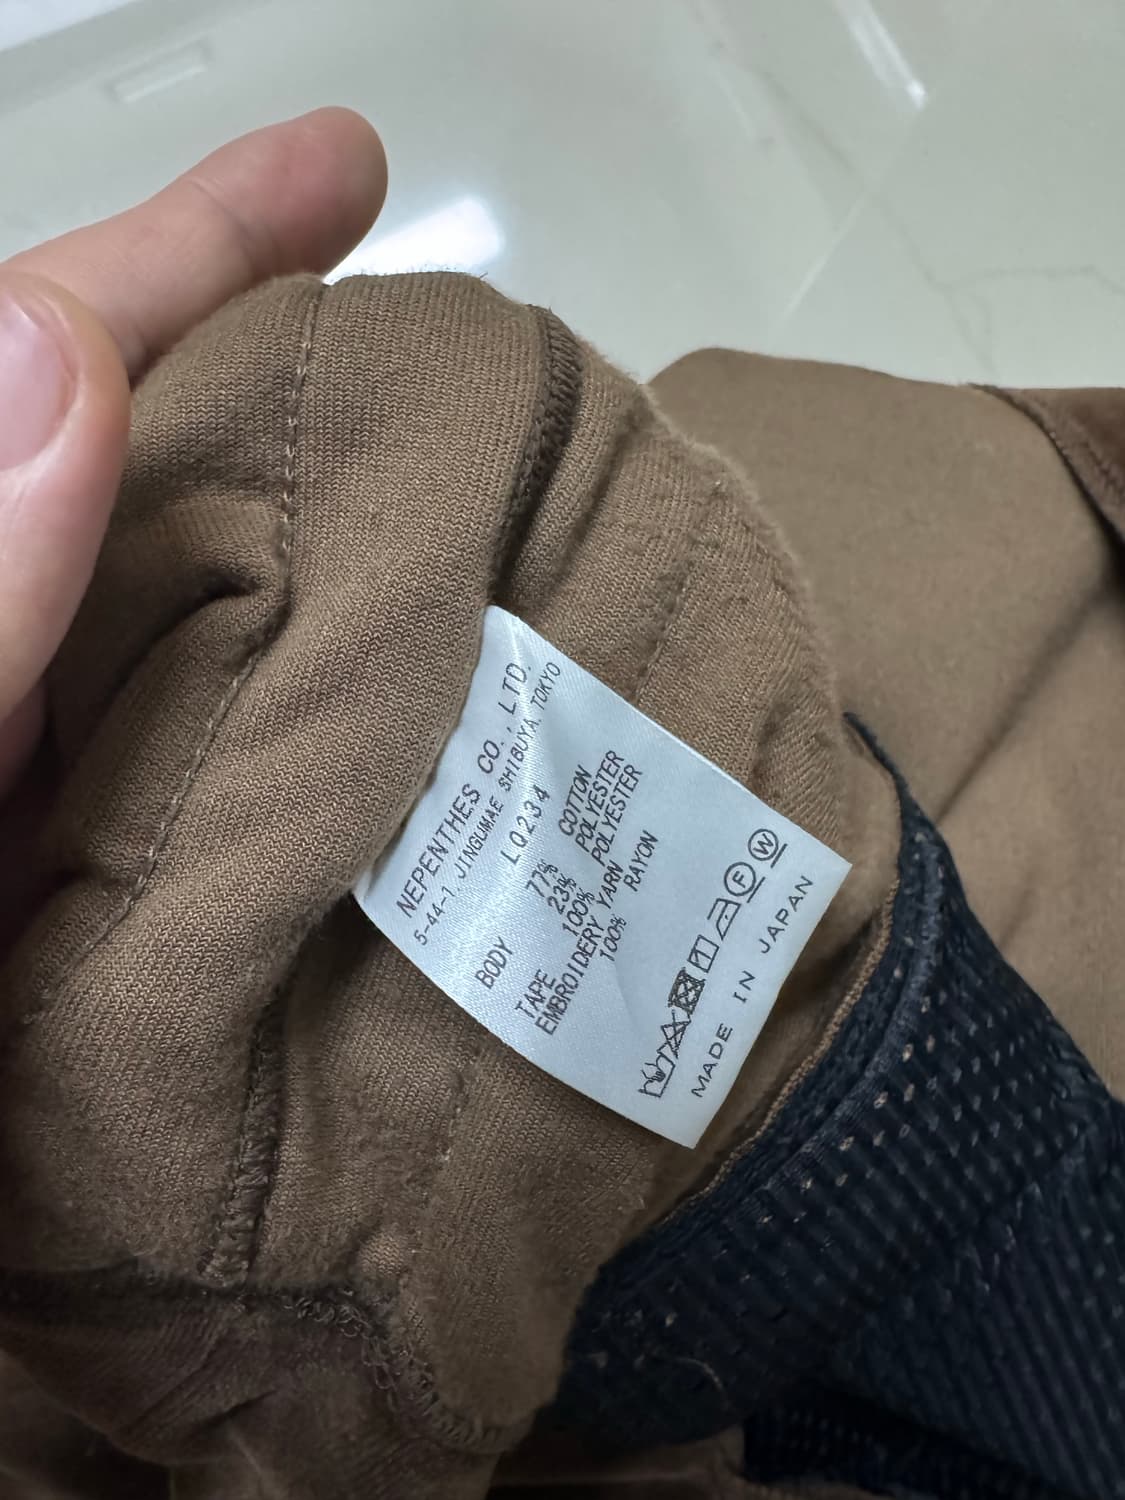 NEPENTHES CO., LTD.
5-44-1 JINGUMAE SHIBUYA TOKYO
LQ234
BODY 77% COTTON
23% POLYESTER
TAPE 100% POLYESTER
EMBROIDERY YARN
100% RAYON
F W
MADE IN JAPAN